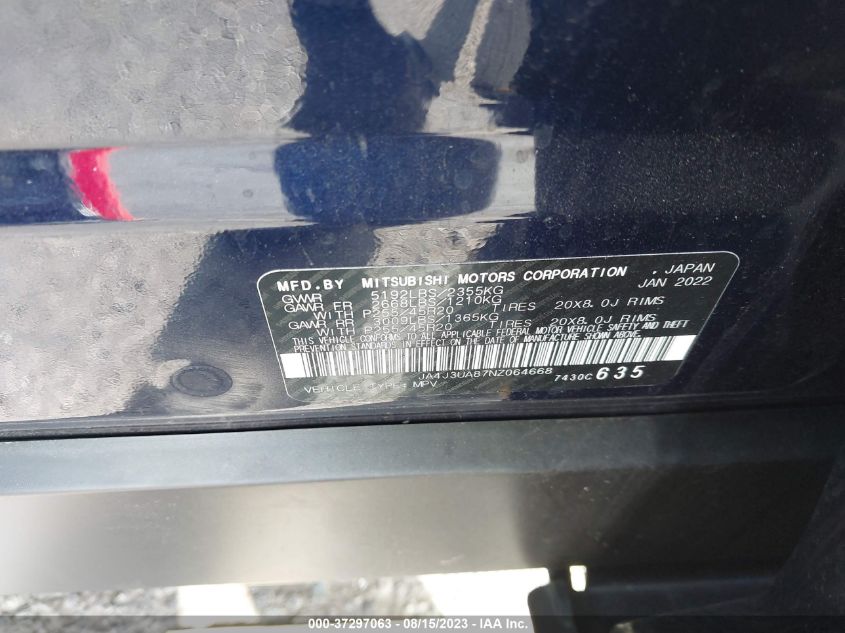 MFD.BY MITSUBISHI MOTORS CORPORATION , JAPAN
GVWR 5192LBS/2355KG JAN 2022
GAWR FR 2668LBS/1210KG
WITH P255/45R20 TIRES 20X8.0J RIMS
GAWR RR 3009LBS/1365KG
WITH P255/45R20 TIRES 20X8.0J RIMS
THIS VEHICLE CONFORMS TO ALL APPLICABLE FEDERAL MOTOR VEHICLE SAFETY AND THEFT
PREVENTION STANDARDS IN EFFECT ON THE DATE OF MANUFACTURE SHOWN ABOVE.
JA4J3UA87NZ064668
VEHICLE TYPE: MPV 7430C 635
000-37297063 - 08/15/2023 - IAA Inc.